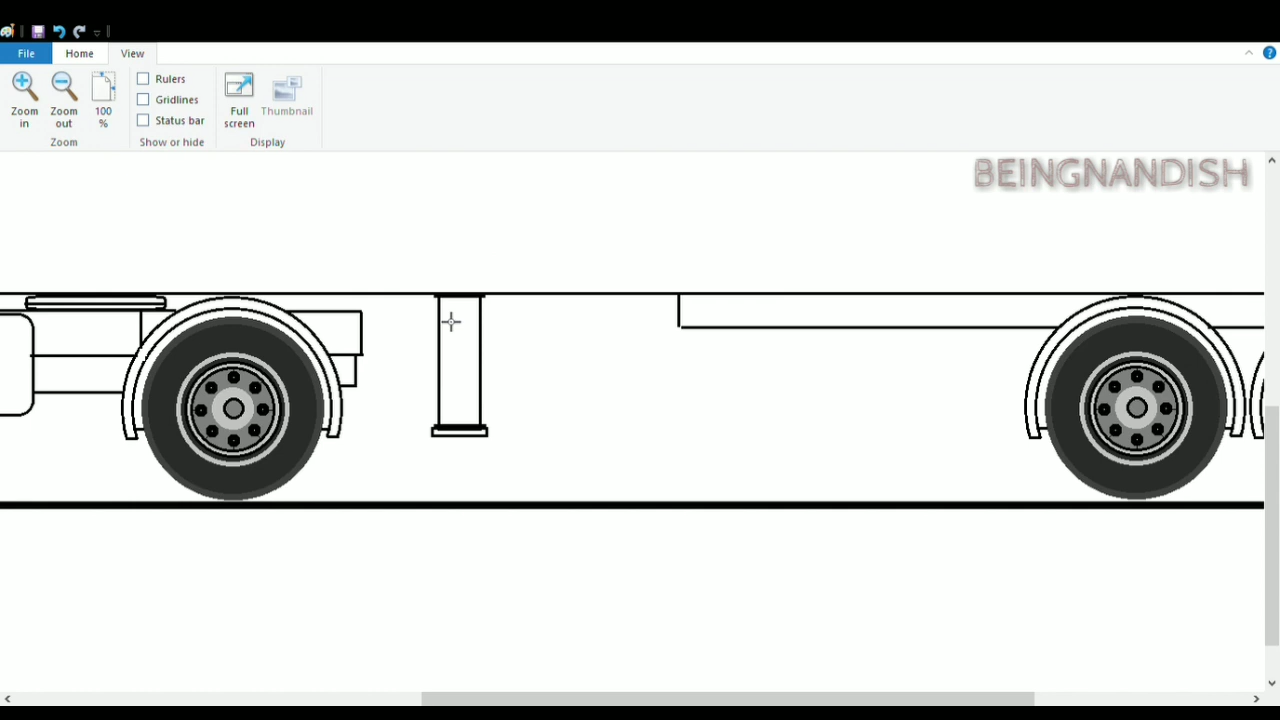 File Home View
Zoom in
Zoom out
100 %
Rulers
Gridlines
Status bar
Full screen
Thumbnail
Zoom
Show or hide
Display
BEINGNANDISH